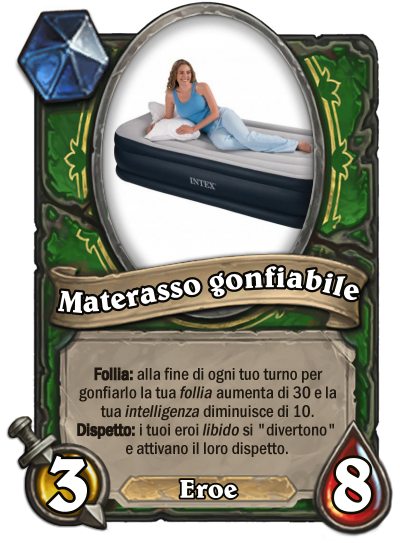 INTEX
Materasso gonfiabile
Follia: alla fine di ogni tuo turno per
gonfiarlo la tua follia aumenta di 30 e la
tua intelligenza diminuisce di 10.
Dispetto: i tuoi eroi libido si "divertono"
e attivano il loro dispetto.
3
Eroe
8